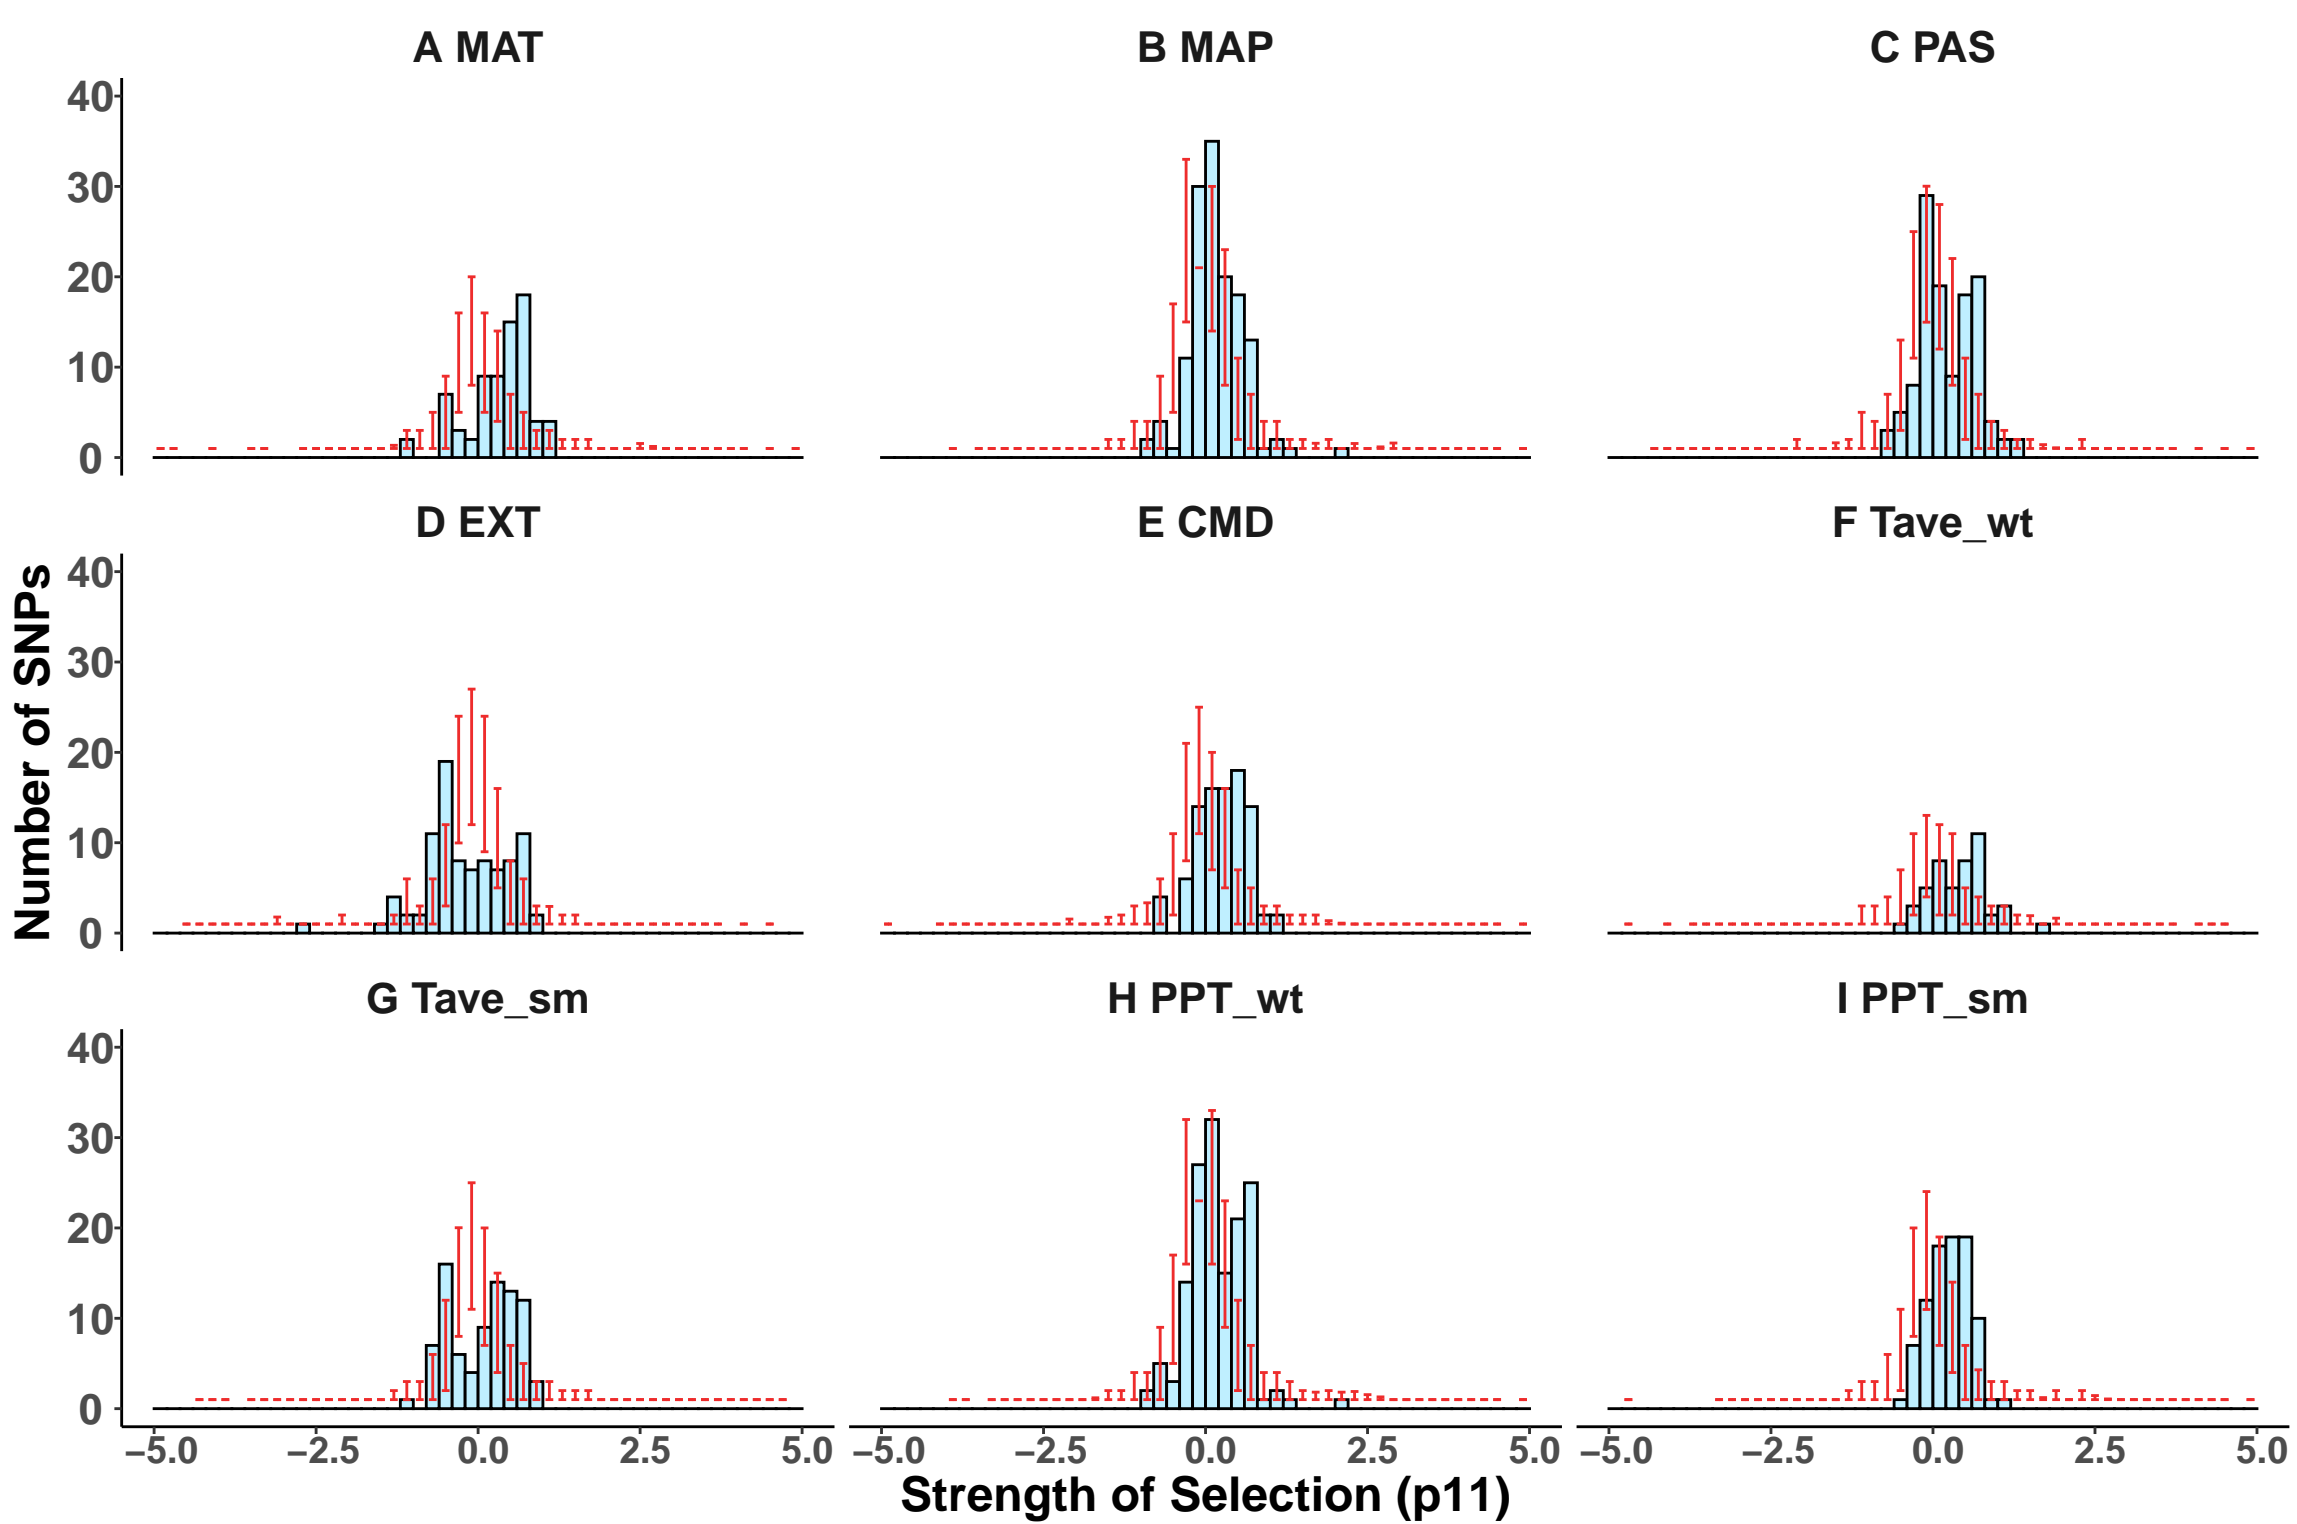 A MAT
B MAP
C PAS
40
30
20
10
0
D EXT
E CMD
F Tave_wt
Number of SNPs
40
30
20
10
0
G Tave_sm
H PPT_wt
I PPT_sm
40
30
20
10
0
−5.0 −2.5 0.0 2.5 5.0 −5.0 −2.5 0.0 2.5 5.0 −5.0 −2.5 0.0 2.5 5.0
Strength of Selection (p11)